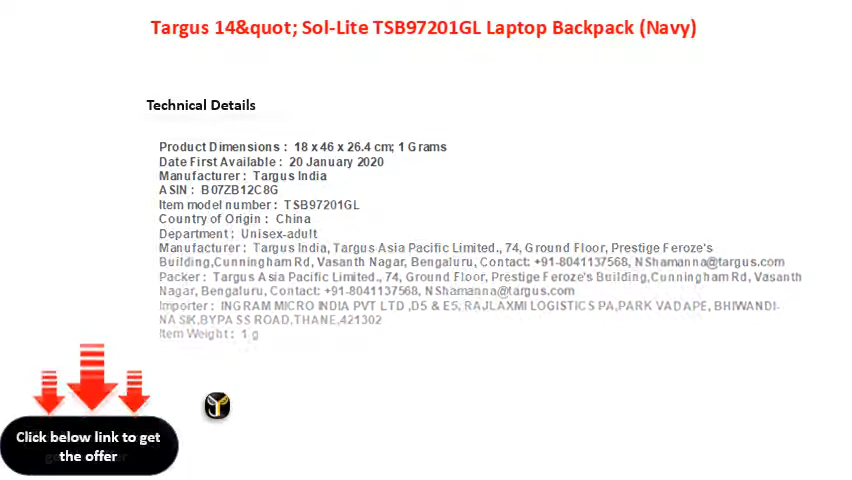 Targus 14&quot; Sol-Lite TSB97201GL Laptop Backpack (Navy)
Technical Details
Product Dimensions : 18 x 46 x 26.4 cm; 1 Grams
Date First Available : 20 January 2020
Manufacturer : Targus India
ASIN : B07ZB12C8G
Item model number : TSB97201GL
Country of Origin : China
Department : Unisex-adult
Manufacturer : Targus India, Targus Asia Pacific Limited., 74, Ground Floor, Prestige Feroze's
Building,Cunningham Rd, Vasanth Nagar, Bengaluru, Contact: +91-8041137568, NShamanna@targus.com
Packer : Targus Asia Pacific Limited., 74, Ground Floor, Prestige Feroze's Building,Cunningham Rd, Vasanth
Nagar, Bengaluru, Contact: +91-8041137568, NShamanna@targus.com
Importer : INGRAM MICRO INDIA PVT LTD ,D5 & E5, RAJLAXMI LOGISTICS PA,PARK VADAPE, BHIWANDI-
NASIK,BYPASS ROAD,THANE,421302
Item Weight : 1 g
Click below link to get
the offer